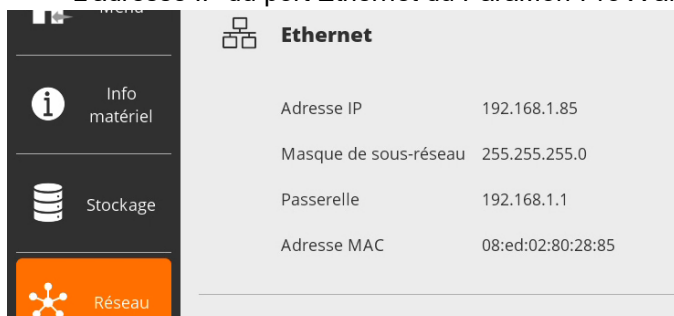 Menu
Ethernet
Info
matériel
Adresse IP 192.168.1.85
Masque de sous-réseau 255.255.255.0
Stockage
Passerelle 192.168.1.1
Adresse MAC 08:ed:02:80:28:85
Réseau